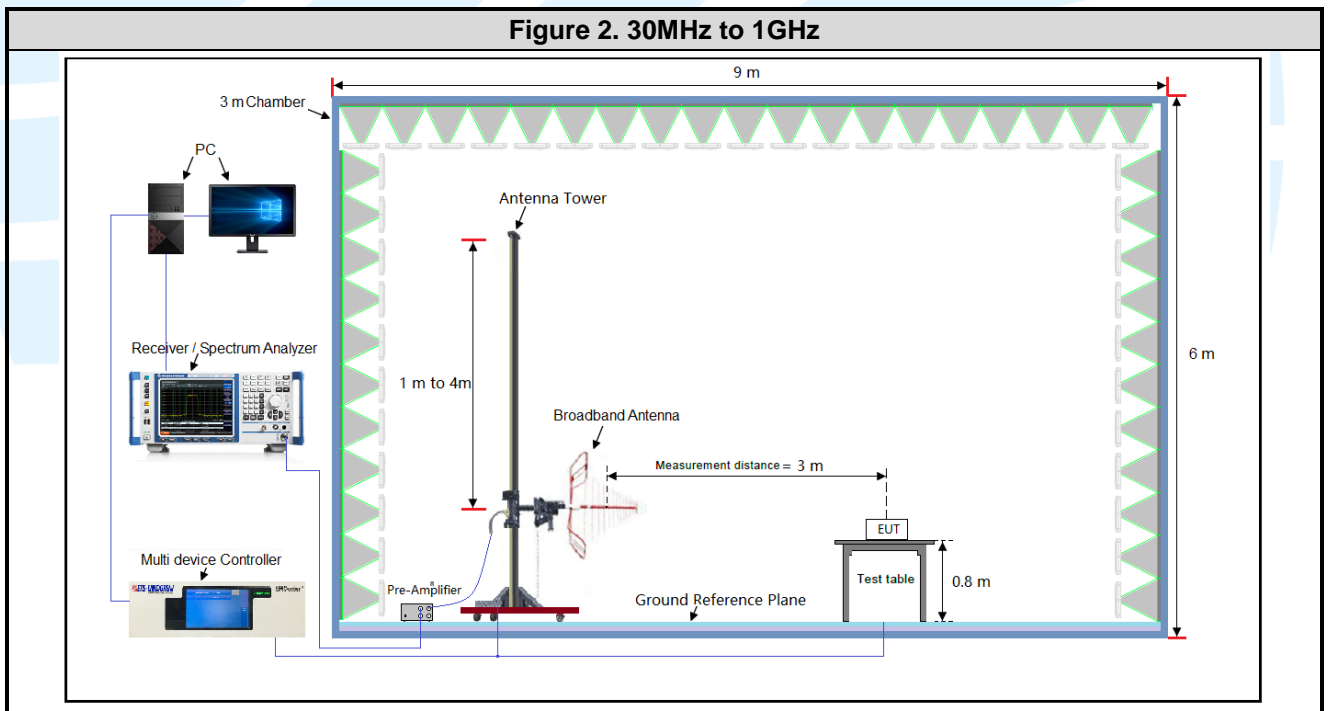 Figure 2. 30MHz to 1GHz
9 m
3 m Chamber
PC
Antenna Tower
Receiver / Spectrum Analyzer
1 m to 4m
6 m
Broadband Antenna
Measurement distance = 3 m
EUT
Multi device Controller
Test table
0.8 m
Pre-Amplifier
Ground Reference Plane